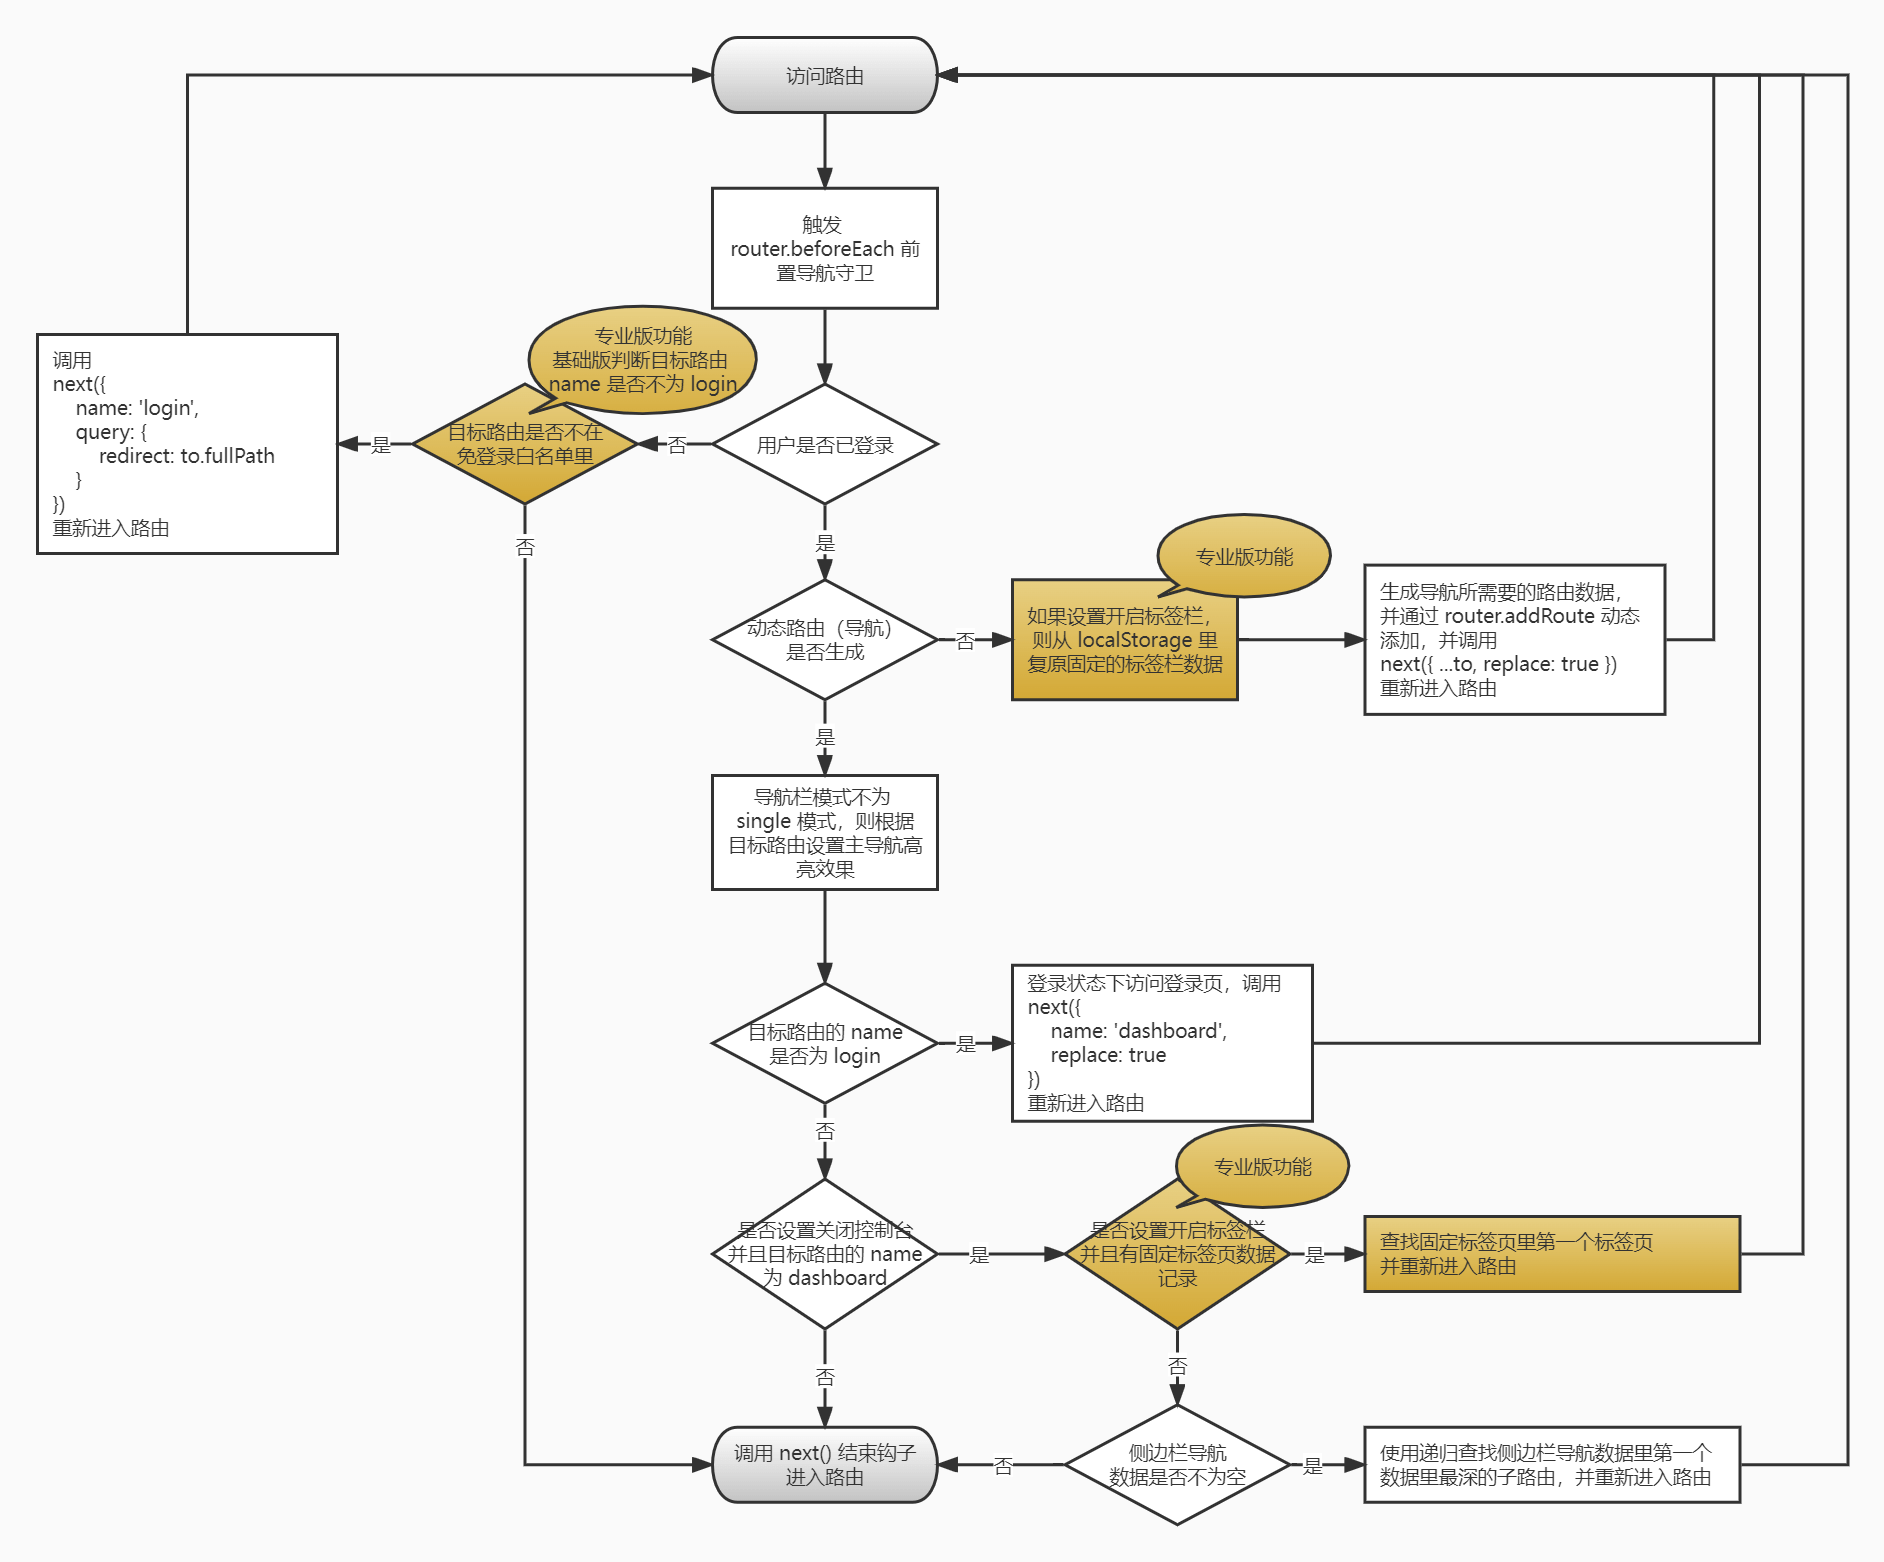 访问路由
触发
router.beforeEach 前
置导航守卫
专业版功能
基础版判断目标路由
name 是否不为 login
调用
next({
name: 'login',
query: {
redirect: to.fullPath
}
})
重新进入路由
是
目标路由是否不在
免登录白名单里
否
用户是否已登录
否
是
专业版功能
动态路由（导航）
是否生成
否
如果设置开启标签栏，
则从 localStorage 里
复原固定的标签栏数据
生成导航所需要的路由数据，
并通过 router.addRoute 动态
添加，并调用
next({ ...to, replace: true })
重新进入路由
是
导航栏模式不为
single 模式，则根据
目标路由设置主导航高
亮效果
目标路由的 name
是否为 login
是
登录状态下访问登录页，调用
next({
name: 'dashboard',
replace: true
})
重新进入路由
否
专业版功能
是否设置关闭控制台
并且目标路由的 name
为 dashboard
是
是否设置开启标签栏
并且有固定标签页数据
记录
是
查找固定标签页里第一个标签页
并重新进入路由
否
否
调用 next() 结束钩子
进入路由
否
侧边栏导航
数据是否不为空
是
使用递归查找侧边栏导航数据里第一个
数据里最深的子路由，并重新进入路由